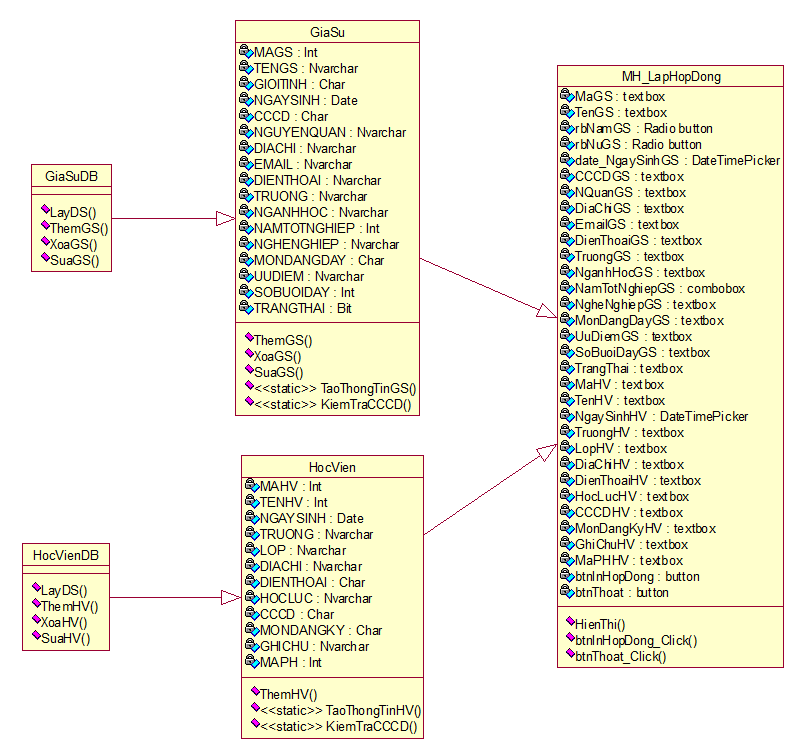 GiaSu
MAGS : Int
TENGS : Nvarchar
GIOITINH : Char
NGAYSINH : Date
CCCD : Char
NGUYENQUAN : Nvarchar
DIACHI : Nvarchar
EMAIL : Nvarchar
DIENTHOAI : Nvarchar
TRUONG : Nvarchar
NGANHHOC : Nvarchar
NAMTOTNGHIEP : Int
NGHENGHIEP : Nvarchar
MONDANGDAY : Char
UUDIEM : Nvarchar
SOBUOIDAY : Int
TRANGTHAI : Bit
ThemGS()
XoaGS()
SuaGS()
<<static>> TaoThongTinGS()
<<static>> KiemTraCCCD()
GiaSuDB
LayDS()
ThemGS()
XoaGS()
SuaGS()
MH_LapHopDong
MaGS : textbox
TenGS : textbox
rbNamGS : Radio button
rbNuGS : Radio button
date_NgaySinhGS : DateTimePicker
CCCDGS : textbox
NQuanGS : textbox
DiaChiGS : textbox
EmailGS : textbox
DienThoaiGS : textbox
TruongGS : textbox
NganhHocGS : textbox
NamTotNghiepGS : combobox
NgheNghiepGS : textbox
MonDangDayGS : textbox
UuDiemGS : textbox
SoBuoiDayGS : textbox
TrangThai : textbox
MaHV : textbox
TenHV : textbox
NgaySinhHV : DateTimePicker
TruongHV : textbox
LopHV : textbox
DiaChiHV : textbox
DienThoaiHV : textbox
HocLucHV : textbox
CCCDHV : textbox
MonDangKyHV : textbox
GhiChuHV : textbox
MaPHHV : textbox
btnInHopDong : button
btnThoat : button
HienThi()
btnInHopDong_Click()
btnThoat_Click()
HocVien
MAHV : Int
TENHV : Int
NGAYSINH : Date
TRUONG : Nvarchar
LOP : Nvarchar
DIACHI : Nvarchar
DIENTHOAI : Char
HOCLUC : Nvarchar
CCCD : Char
MONDANGKY : Char
GHICHU : Nvarchar
MAPH : Int
ThemHV()
<<static>> TaoThongTinHV()
<<static>> KiemTraCCCD()
HocVienDB
LayDS()
ThemHV()
XoaHV()
SuaHV()